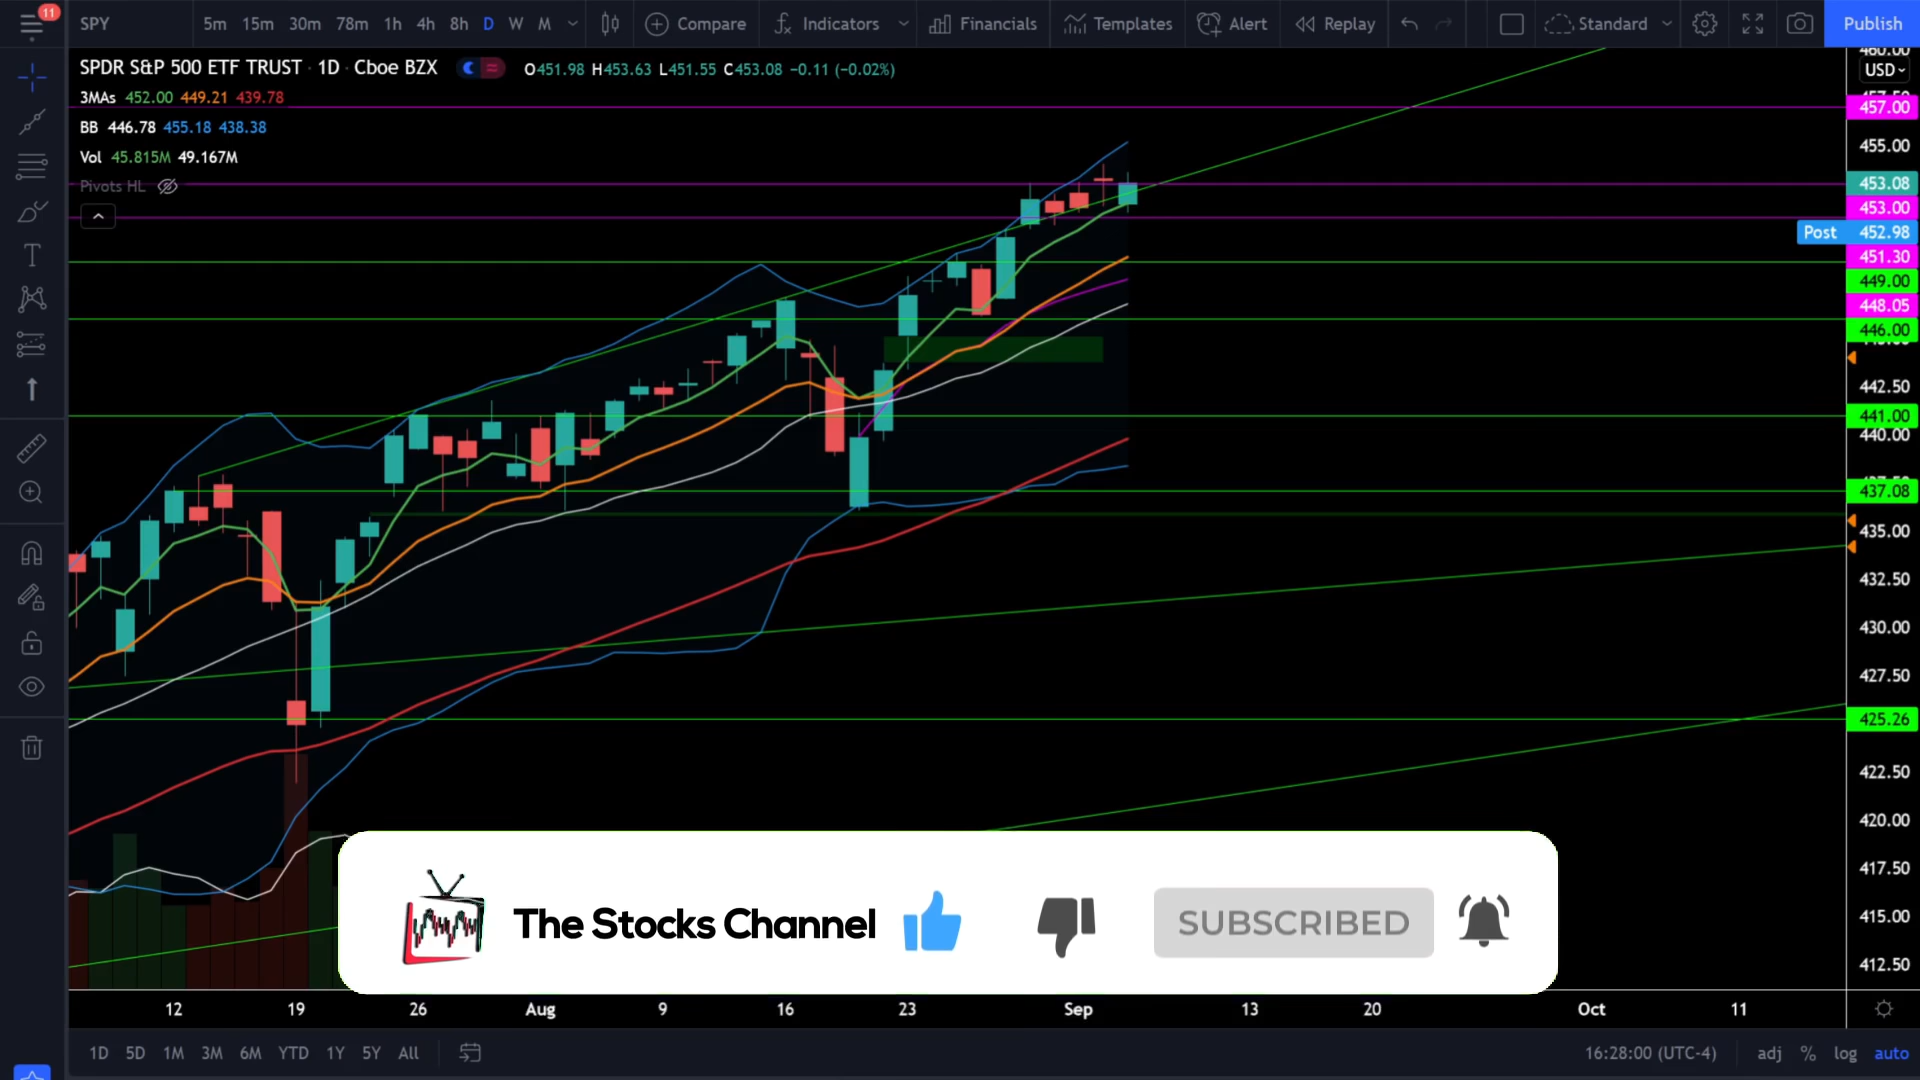 11
SPY
5m 15m 30m 78m 1h 4h 8h D W M
Compare
Indicators
Financials
Templates
Alert
Replay
Standard
Publish
SPDR S&P 500 ETF TRUST · 1D · Cboe BZX
O451.98 H453.63 L451.55 C453.08 −0.11 (−0.02%)
3MAs 452.00 449.21 439.78
BB 446.78 455.18 438.38
Vol 45.815M 49.167M
Pivots HL
460.00
USD
457.50
457.00
455.00
453.08
453.00
Post 452.98
451.30
449.00
448.05
446.00
442.50
441.00
440.00
437.08
435.00
432.50
430.00
427.50
425.26
422.50
420.00
417.50
415.00
412.50
The Stocks Channel
SUBSCRIBED
12 19 26 Aug 9 16 23 Sep 13 20 Oct 11
1D 5D 1M 3M 6M YTD 1Y 5Y All
16:28:00 (UTC-4)
adj % log auto